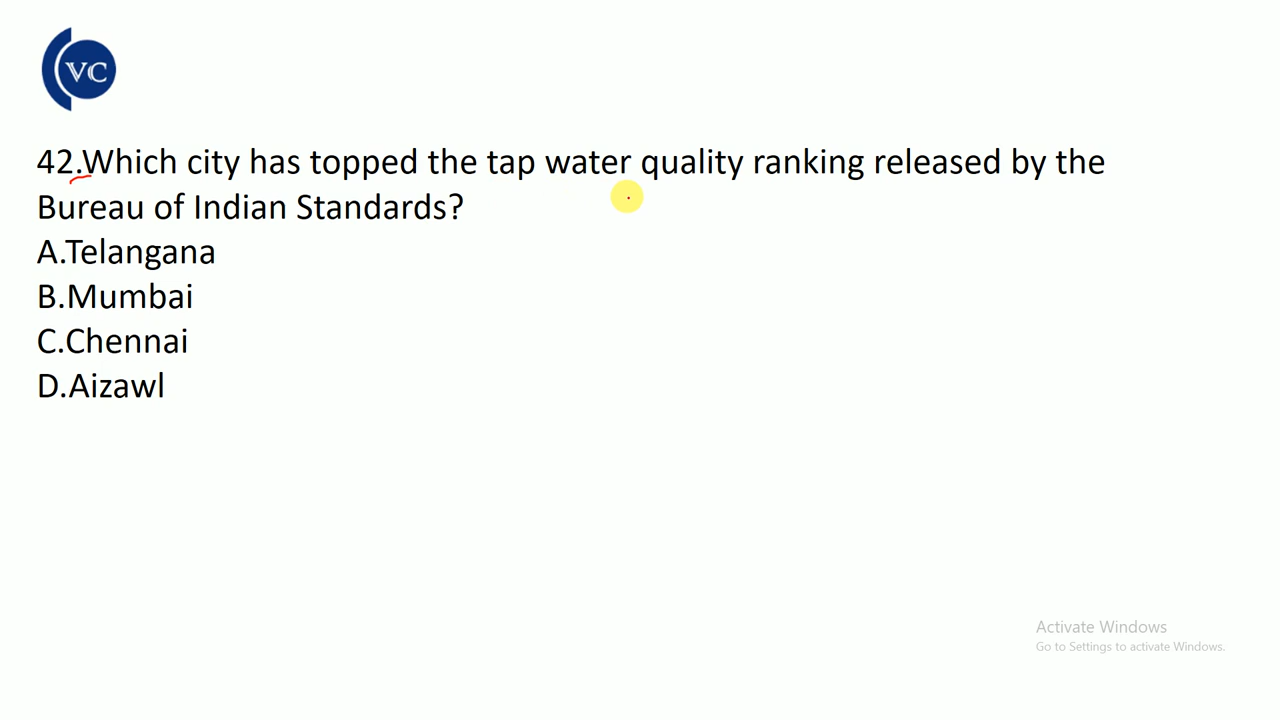 VC
42.Which city has topped the tap water quality ranking released by the
Bureau of Indian Standards?
A.Telangana
B.Mumbai
C.Chennai
D.Aizawl
Activate Windows
Go to Settings to activate Windows.